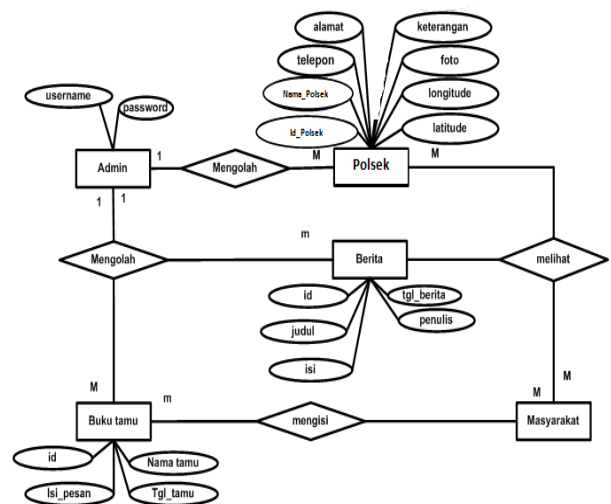 alamat
keterangan
telepon
foto
username
password
Nama_Polsek
longitude
Id_Polsek
latitude
Admin
1
Mengolah
M
Polsek
M
1
1
Mengolah
m
Berita
melihat
id
tgl_berita
judul
penulis
isi
M
m
M
M
Buku tamu
mengisi
Masyarakat
id
Nama tamu
Isi_pesan
Tgl_tamu